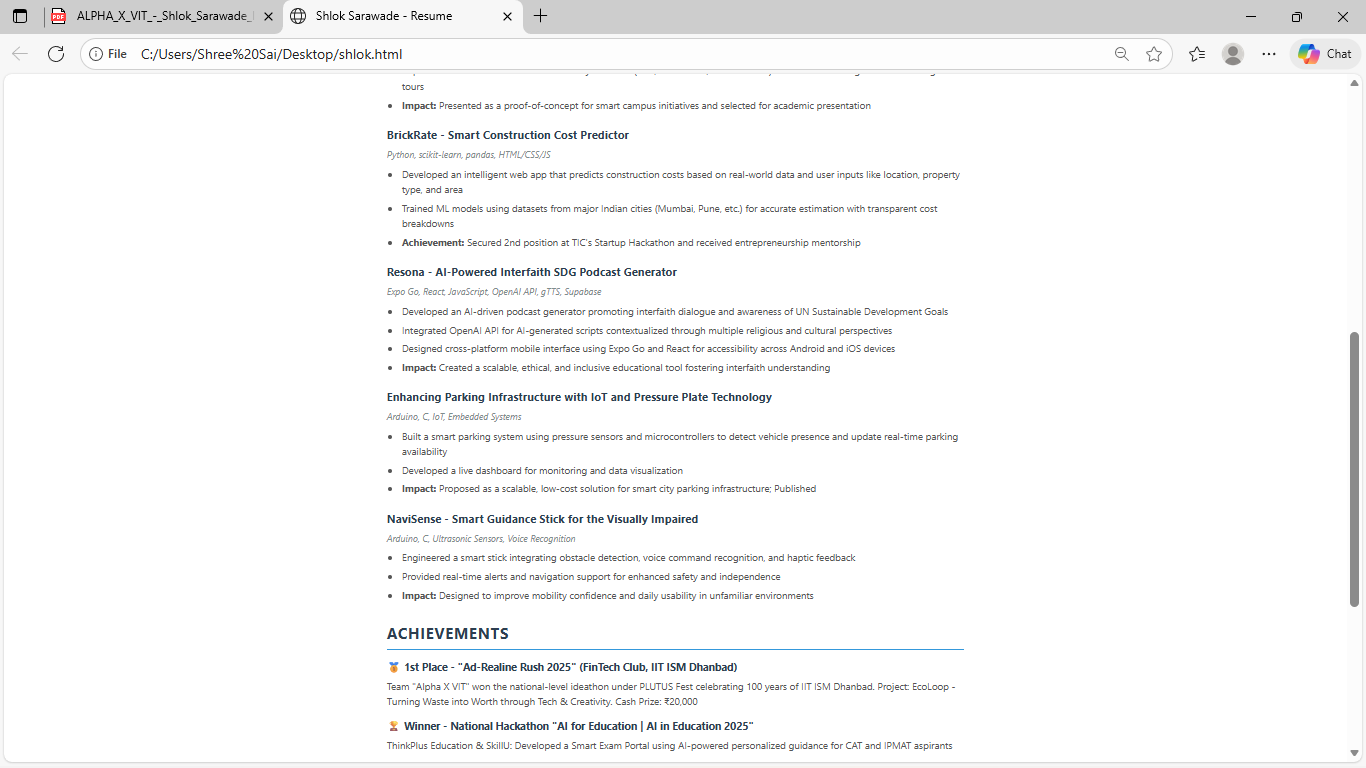 ALPHA_X_VIT_-_Shlok_Sarawade_
Shlok Sarawade - Resume
File
C:/Users/Shree%20Sai/Desktop/shlok.html
Chat
tours
Impact: Presented as a proof-of-concept for smart campus initiatives and selected for academic presentation
BrickRate - Smart Construction Cost Predictor
Python, scikit-learn, pandas, HTML/CSS/JS
Developed an intelligent web app that predicts construction costs based on real-world data and user inputs like location, property
type, and area
Trained ML models using datasets from major Indian cities (Mumbai, Pune, etc.) for accurate estimation with transparent cost
breakdowns
Achievement: Secured 2nd position at TIC's Startup Hackathon and received entrepreneurship mentorship
Resona - AI-Powered Interfaith SDG Podcast Generator
Expo Go, React, JavaScript, OpenAI API, gTTS, Supabase
Developed an AI-driven podcast generator promoting interfaith dialogue and awareness of UN Sustainable Development Goals
Integrated OpenAI API for AI-generated scripts contextualized through multiple religious and cultural perspectives
Designed cross-platform mobile interface using Expo Go and React for accessibility across Android and iOS devices
Impact: Created a scalable, ethical, and inclusive educational tool fostering interfaith understanding
Enhancing Parking Infrastructure with IoT and Pressure Plate Technology
Arduino, C, IoT, Embedded Systems
Built a smart parking system using pressure sensors and microcontrollers to detect vehicle presence and update real-time parking
availability
Developed a live dashboard for monitoring and data visualization
Impact: Proposed as a scalable, low-cost solution for smart city parking infrastructure; Published
NaviSense - Smart Guidance Stick for the Visually Impaired
Arduino, C, Ultrasonic Sensors, Voice Recognition
Engineered a smart stick integrating obstacle detection, voice command recognition, and haptic feedback
Provided real-time alerts and navigation support for enhanced safety and independence
Impact: Designed to improve mobility confidence and daily usability in unfamiliar environments
ACHIEVEMENTS
1st Place - "Ad-Realine Rush 2025" (FinTech Club, IIT ISM Dhanbad)
Team "Alpha X VIT" won the national-level ideathon under PLUTUS Fest celebrating 100 years of IIT ISM Dhanbad. Project: EcoLoop -
Turning Waste into Worth through Tech & Creativity. Cash Prize: ₹20,000
Winner - National Hackathon "AI for Education | AI in Education 2025"
ThinkPlus Education & SkillU: Developed a Smart Exam Portal using AI-powered personalized guidance for CAT and IPMAT aspirants